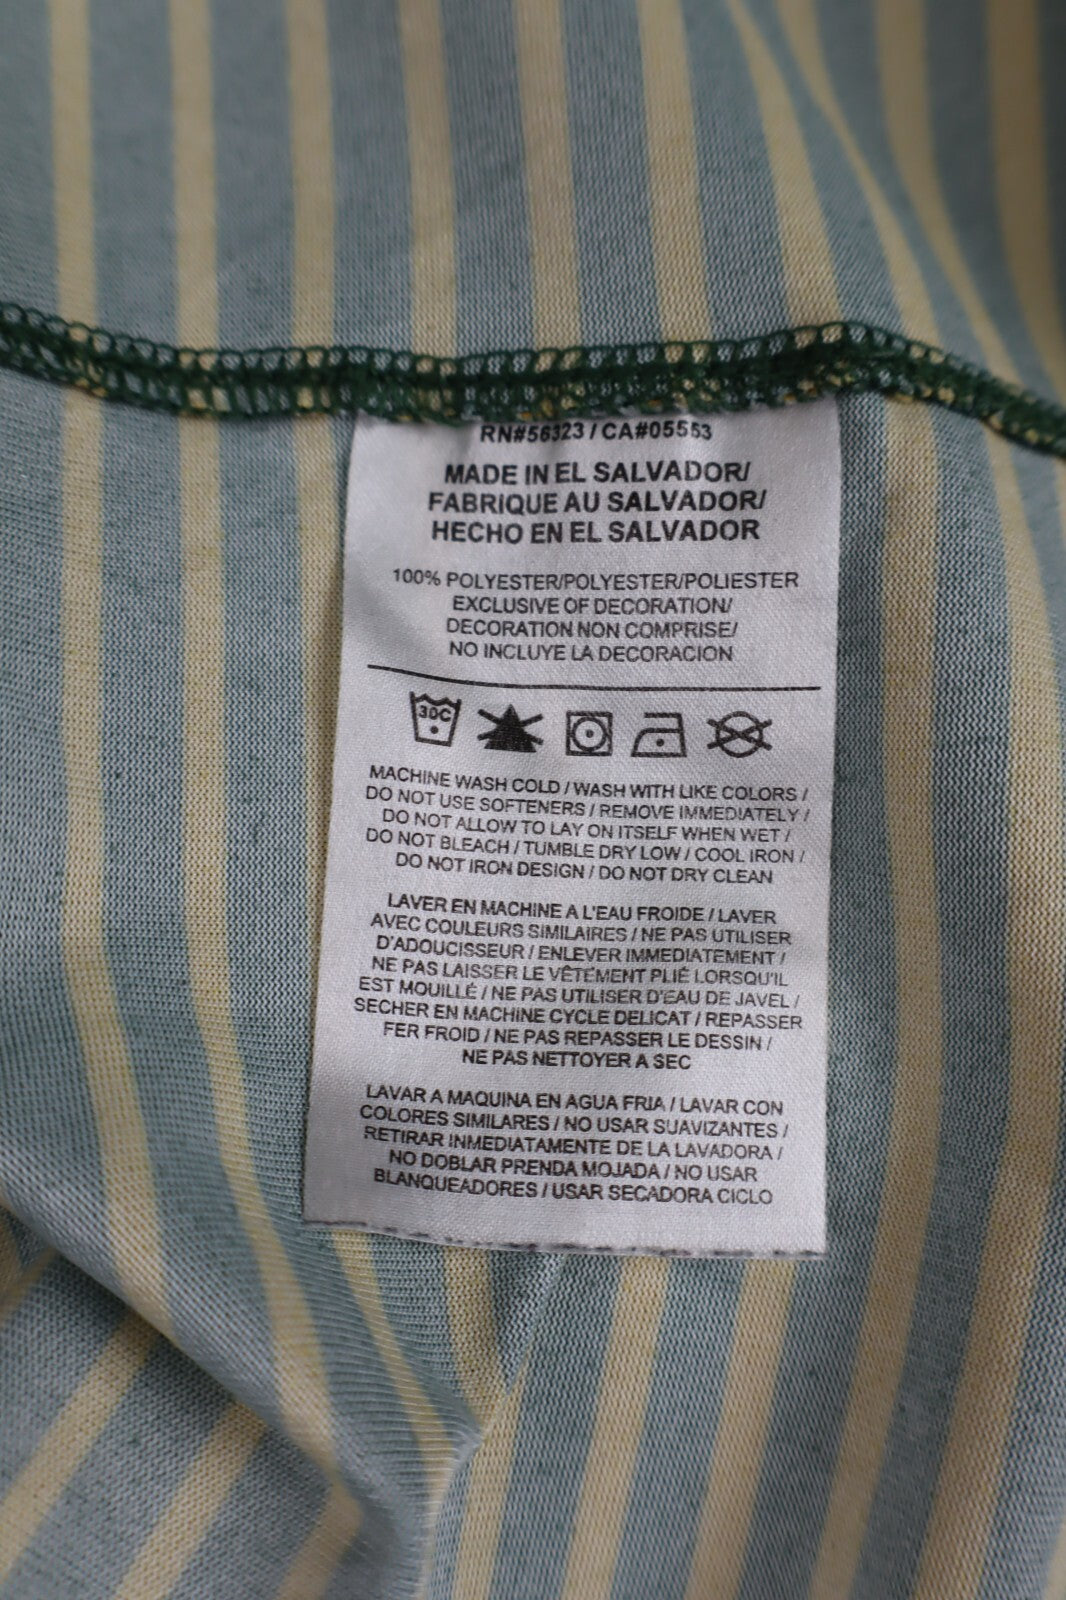 RN#56323 / CA#05553
MADE IN EL SALVADOR/
FABRIQUE AU SALVADOR/
HECHO EN EL SALVADOR
100% POLYESTER/POLYESTER/POLIESTER
EXCLUSIVE OF DECORATION/
DECORATION NON COMPRISE/
NO INCLUYE LA DECORACION
30C
MACHINE WASH COLD / WASH WITH LIKE COLORS /
DO NOT USE SOFTENERS / REMOVE IMMEDIATELY /
DO NOT ALLOW TO LAY ON ITSELF WHEN WET /
DO NOT BLEACH / TUMBLE DRY LOW / COOL IRON /
DO NOT IRON DESIGN / DO NOT DRY CLEAN
LAVER EN MACHINE A L'EAU FROIDE / LAVER
AVEC COULEURS SIMILAIRES / NE PAS UTILISER
D'ADOUCISSEUR / ENLEVER IMMEDIATEMENT /
NE PAS LAISSER LE VÊTEMENT PLIÉ LORSQU'IL
EST MOUILLÉ / NE PAS UTILISER D'EAU DE JAVEL /
SECHER EN MACHINE CYCLE DELICAT / REPASSER
FER FROID / NE PAS REPASSER LE DESSIN /
NE PAS NETTOYER A SEC
LAVAR A MAQUINA EN AGUA FRIA / LAVAR CON
COLORES SIMILARES / NO USAR SUAVIZANTES /
RETIRAR INMEDIATAMENTE DE LA LAVADORA /
NO DOBLAR PRENDA MOJADA / NO USAR
BLANQUEADORES / USAR SECADORA CICLO